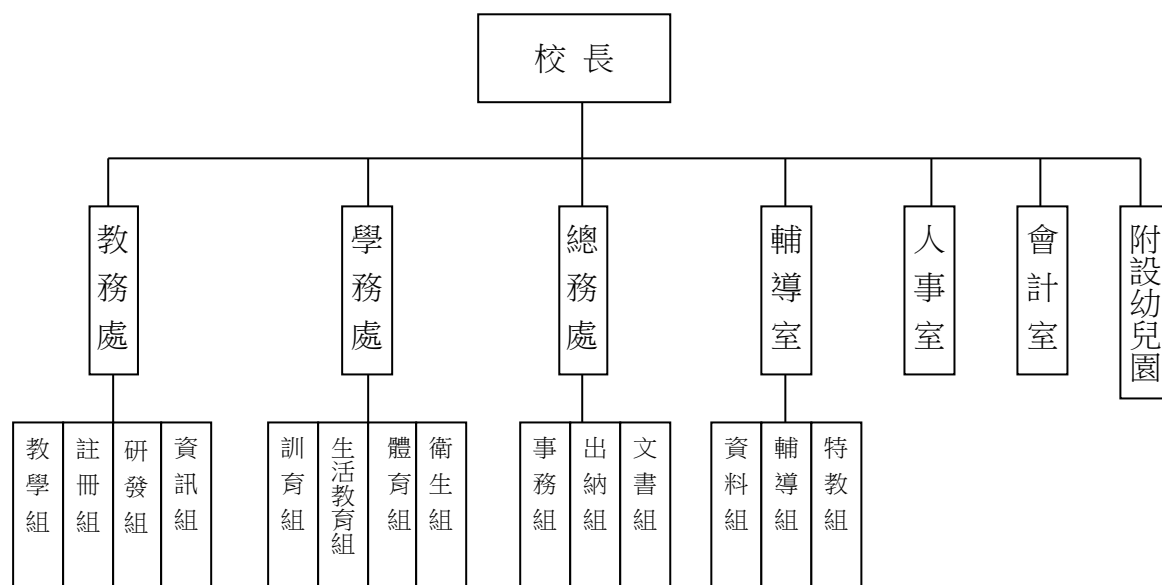 校長
教務處
學務處
總務處
輔導室
人事室
會計室
附設幼兒園
教學組
註冊組
研發組
資訊組
訓育組
生活教育組
體育組
衛生組
事務組
出納組
文書組
資料組
輔導組
特教組